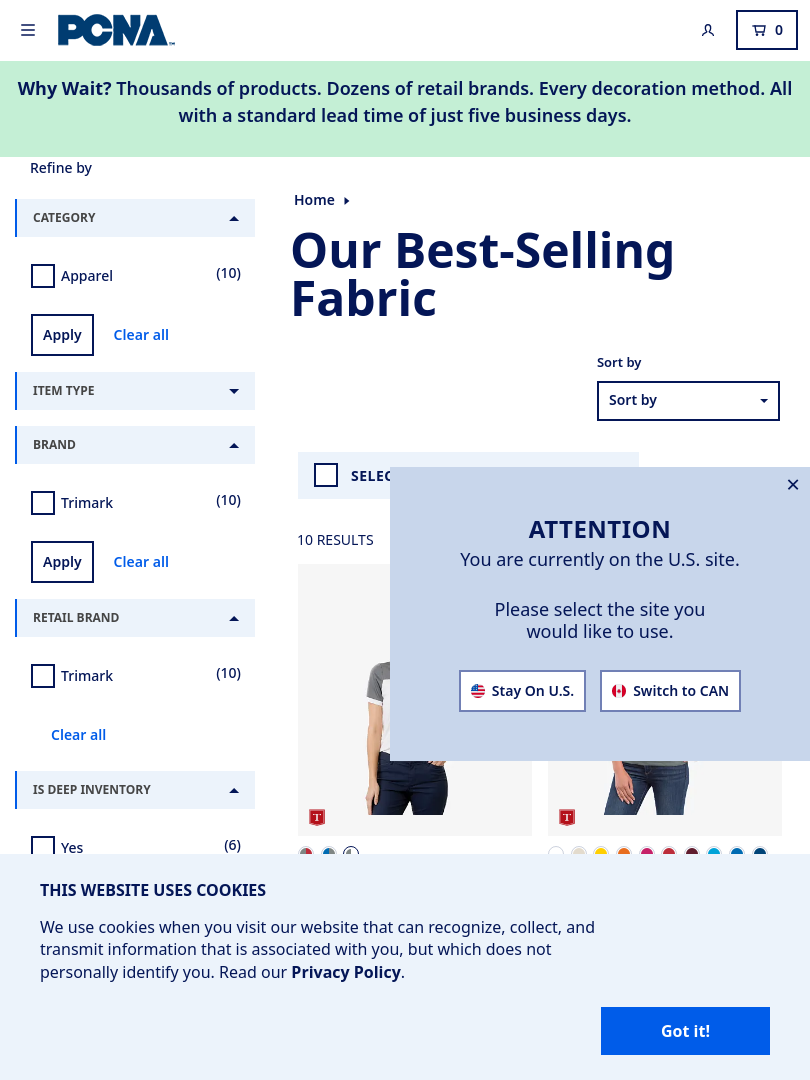 PCNA
0
Why Wait? Thousands of products. Dozens of retail brands. Every decoration method. All
with a standard lead time of just five business days.
Refine by
CATEGORY
Apparel (10)
Apply Clear all
ITEM TYPE
BRAND
Trimark (10)
Apply Clear all
RETAIL BRAND
Trimark (10)
Clear all
IS DEEP INVENTORY
Yes (6)
Home
Our Best-Selling
Fabric
Sort by
Sort by
10 RESULTS
ATTENTION
You are currently on the U.S. site.
Please select the site you
would like to use.
Stay On U.S. Switch to CAN
T T
THIS WEBSITE USES COOKIES
We use cookies when you visit our website that can recognize, collect, and
transmit information that is associated with you, but which does not
personally identify you. Read our Privacy Policy.
Got it!